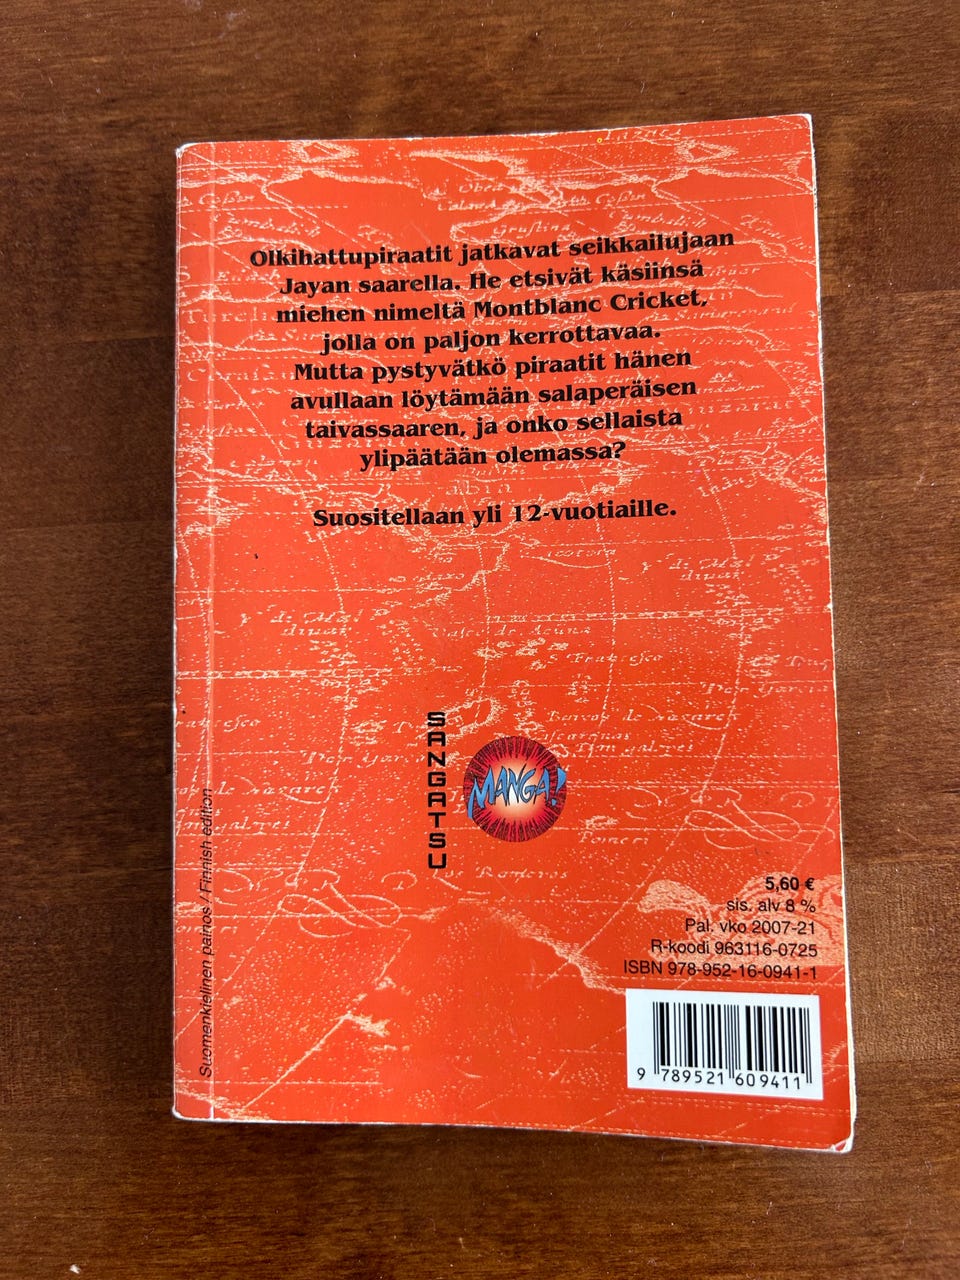 Olkihattupiraatit jatkavat seikkailujaan
Jayan saarella. He etsivät käsiinsä
miehen nimeltä Montblanc Cricket,
jolla on paljon kerrottavaa.
Mutta pystyvätkö piraatit hänen
avullaan löytämään salaperäisen
taivassaaren, ja onko sellaista
ylipäätään olemassa?
Suositellaan yli 12-vuotiaille.
SANGATSU
MANGA!
Suomenkielinen painos / Finnish edition
5,60 €
sis. alv 8 %
Pal. vko 2007-21
R-koodi 963116-0725
ISBN 978-952-16-0941-1
9 789521 609411